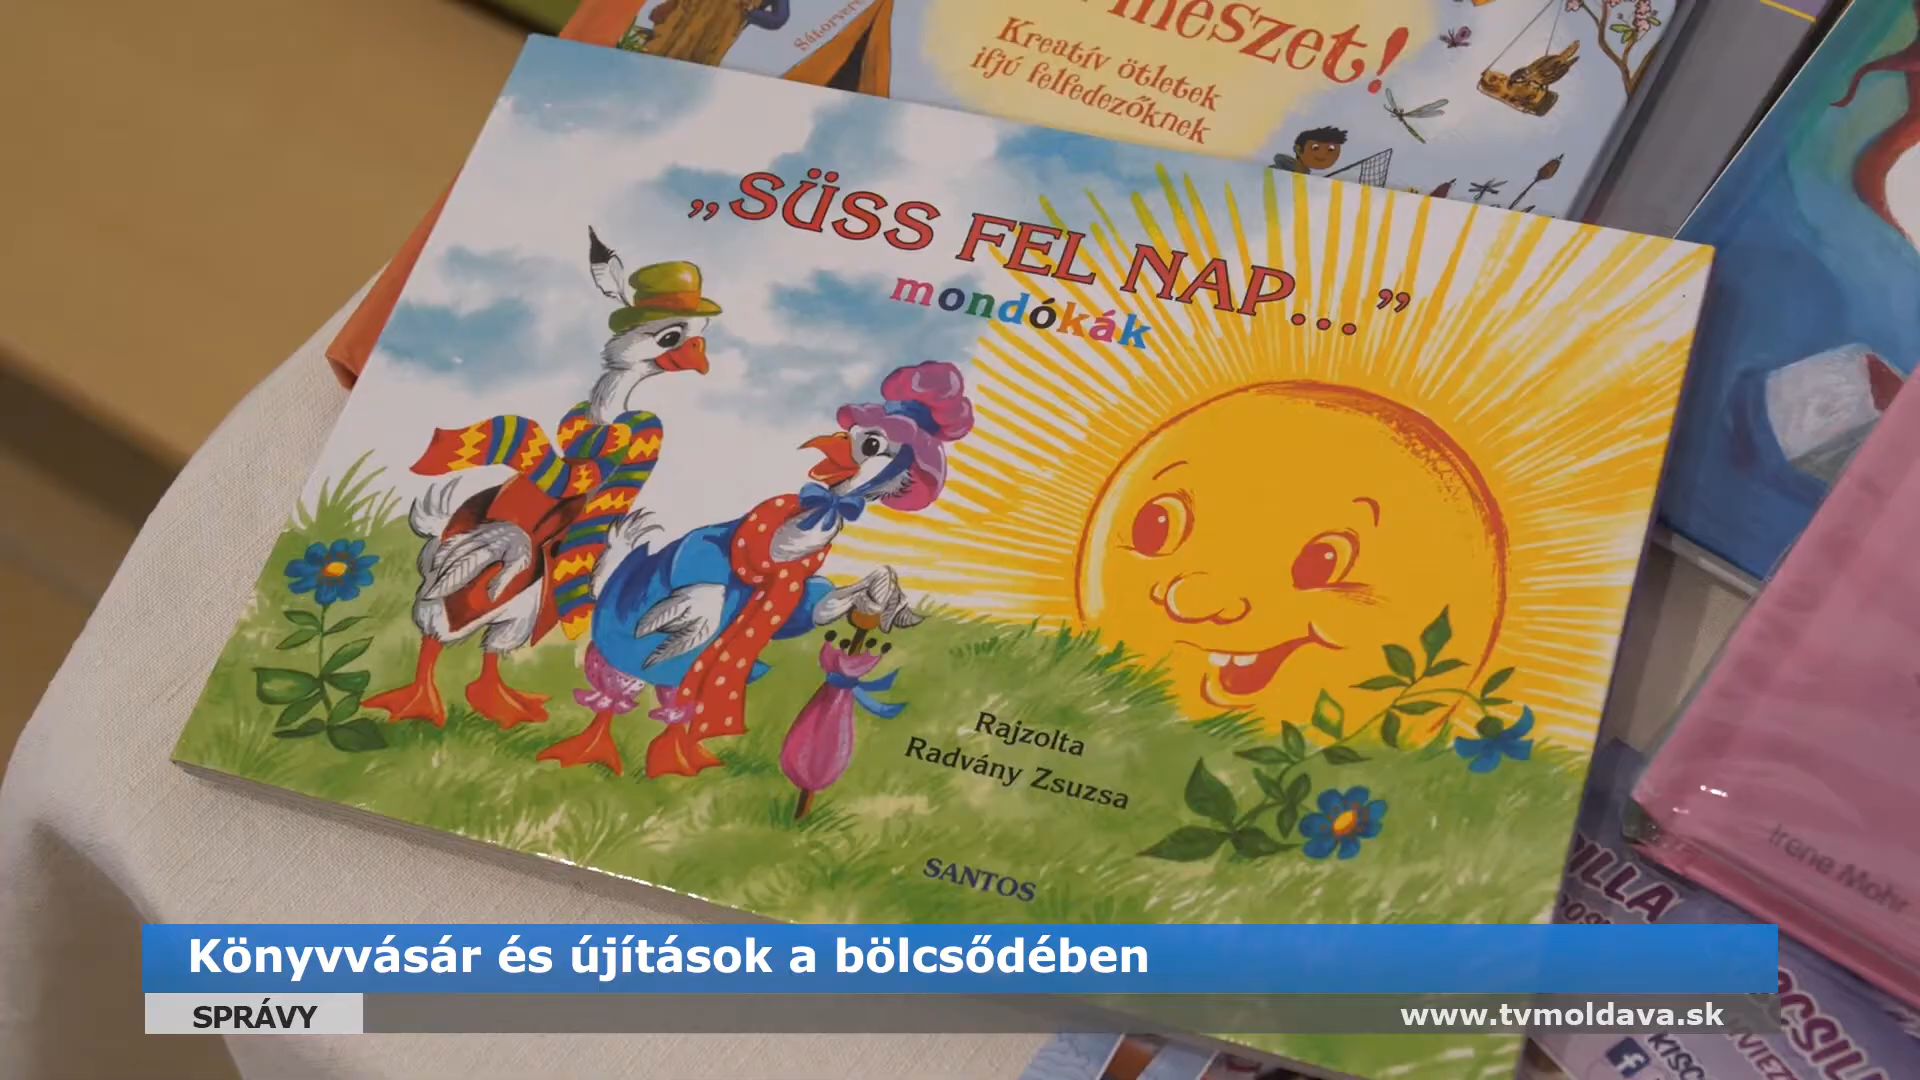 Sátorverés
Kreatív ötletek
ifjú felfedezőknek
„SÜSS FEL NAP...”
mondókák
Rajzolta
Radvány Zsuzsa
SANTOS
Irene Mohr
Könyvvásár és újítások a bölcsődében
SPRÁVY
www.tvmoldava.sk